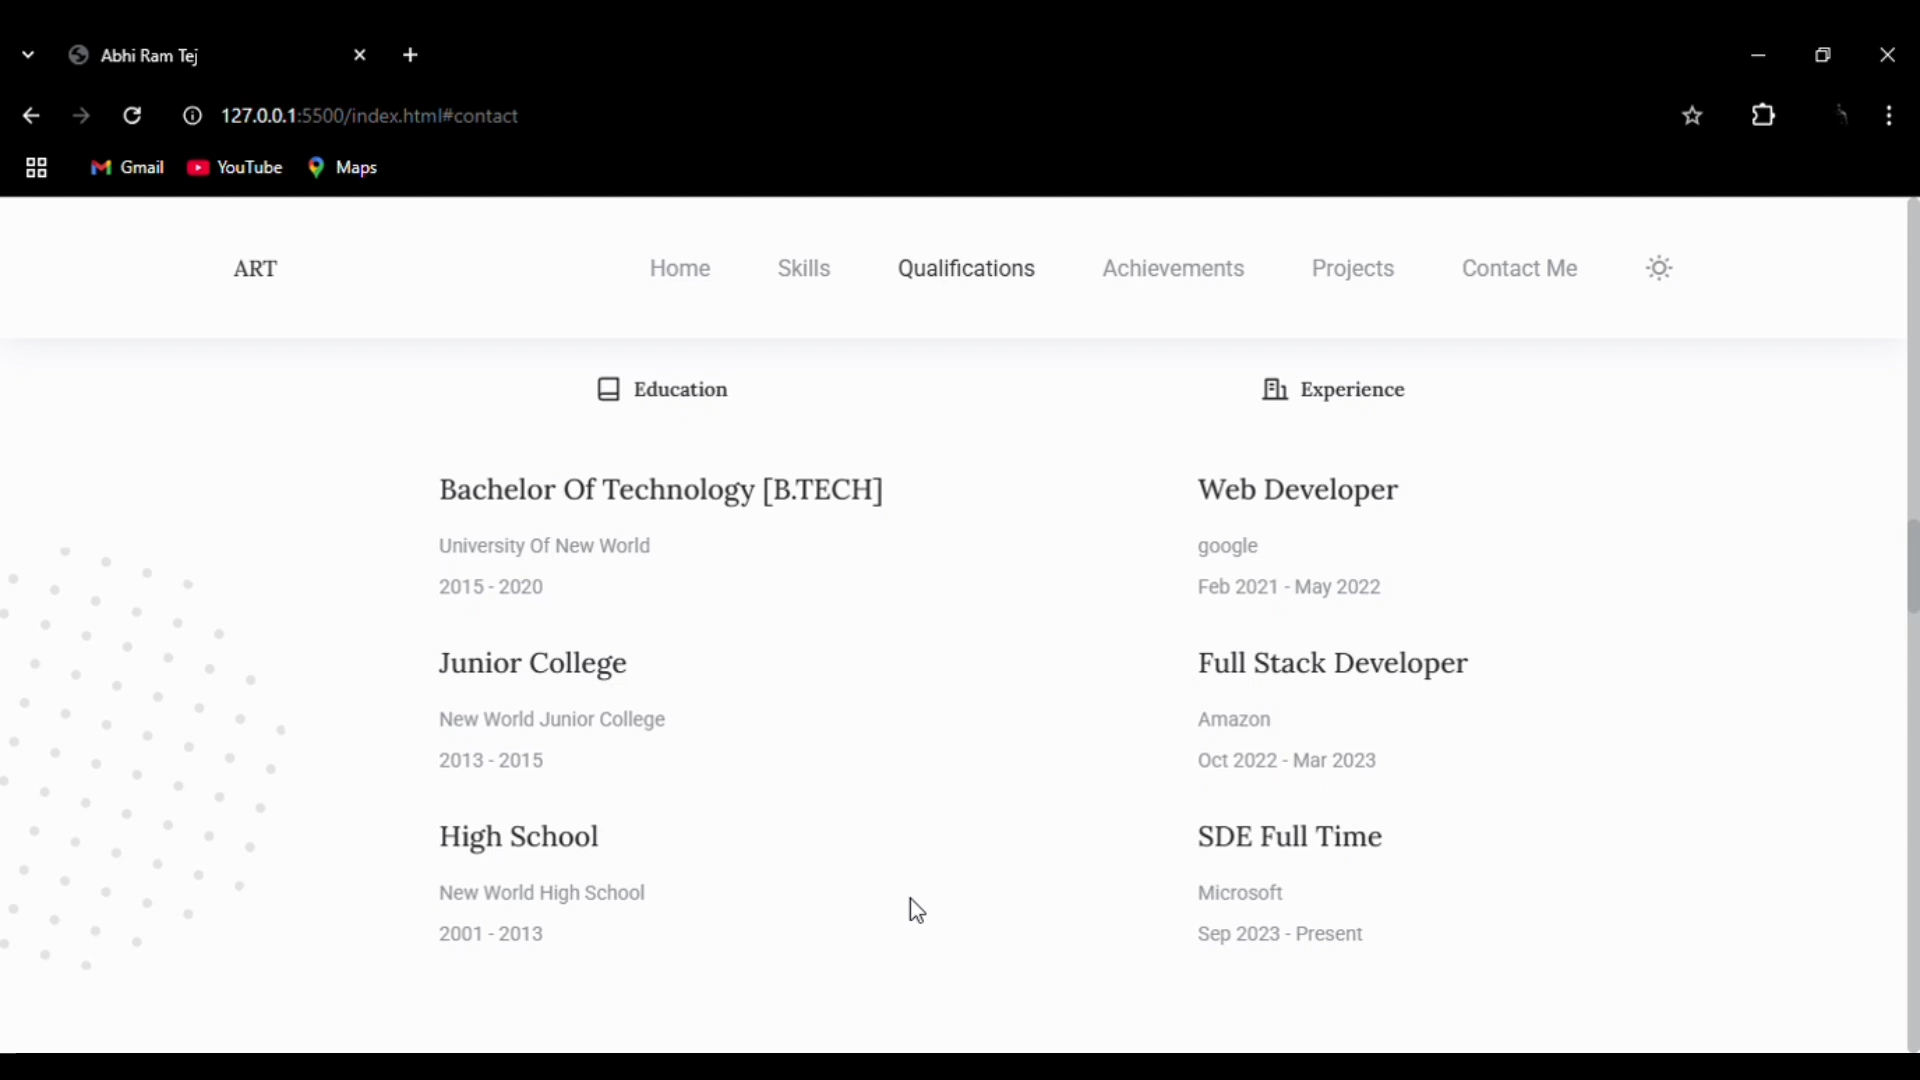 Abhi Ram Tej
127.0.0.1:5500/index.html#contact
Gmail YouTube Maps
ART Home Skills Qualifications Achievements Projects Contact Me
Education
Bachelor Of Technology [B.TECH]
University Of New World
2015 - 2020
Junior College
New World Junior College
2013 - 2015
High School
New World High School
2001 - 2013
Experience
Web Developer
google
Feb 2021 - May 2022
Full Stack Developer
Amazon
Oct 2022 - Mar 2023
SDE Full Time
Microsoft
Sep 2023 - Present